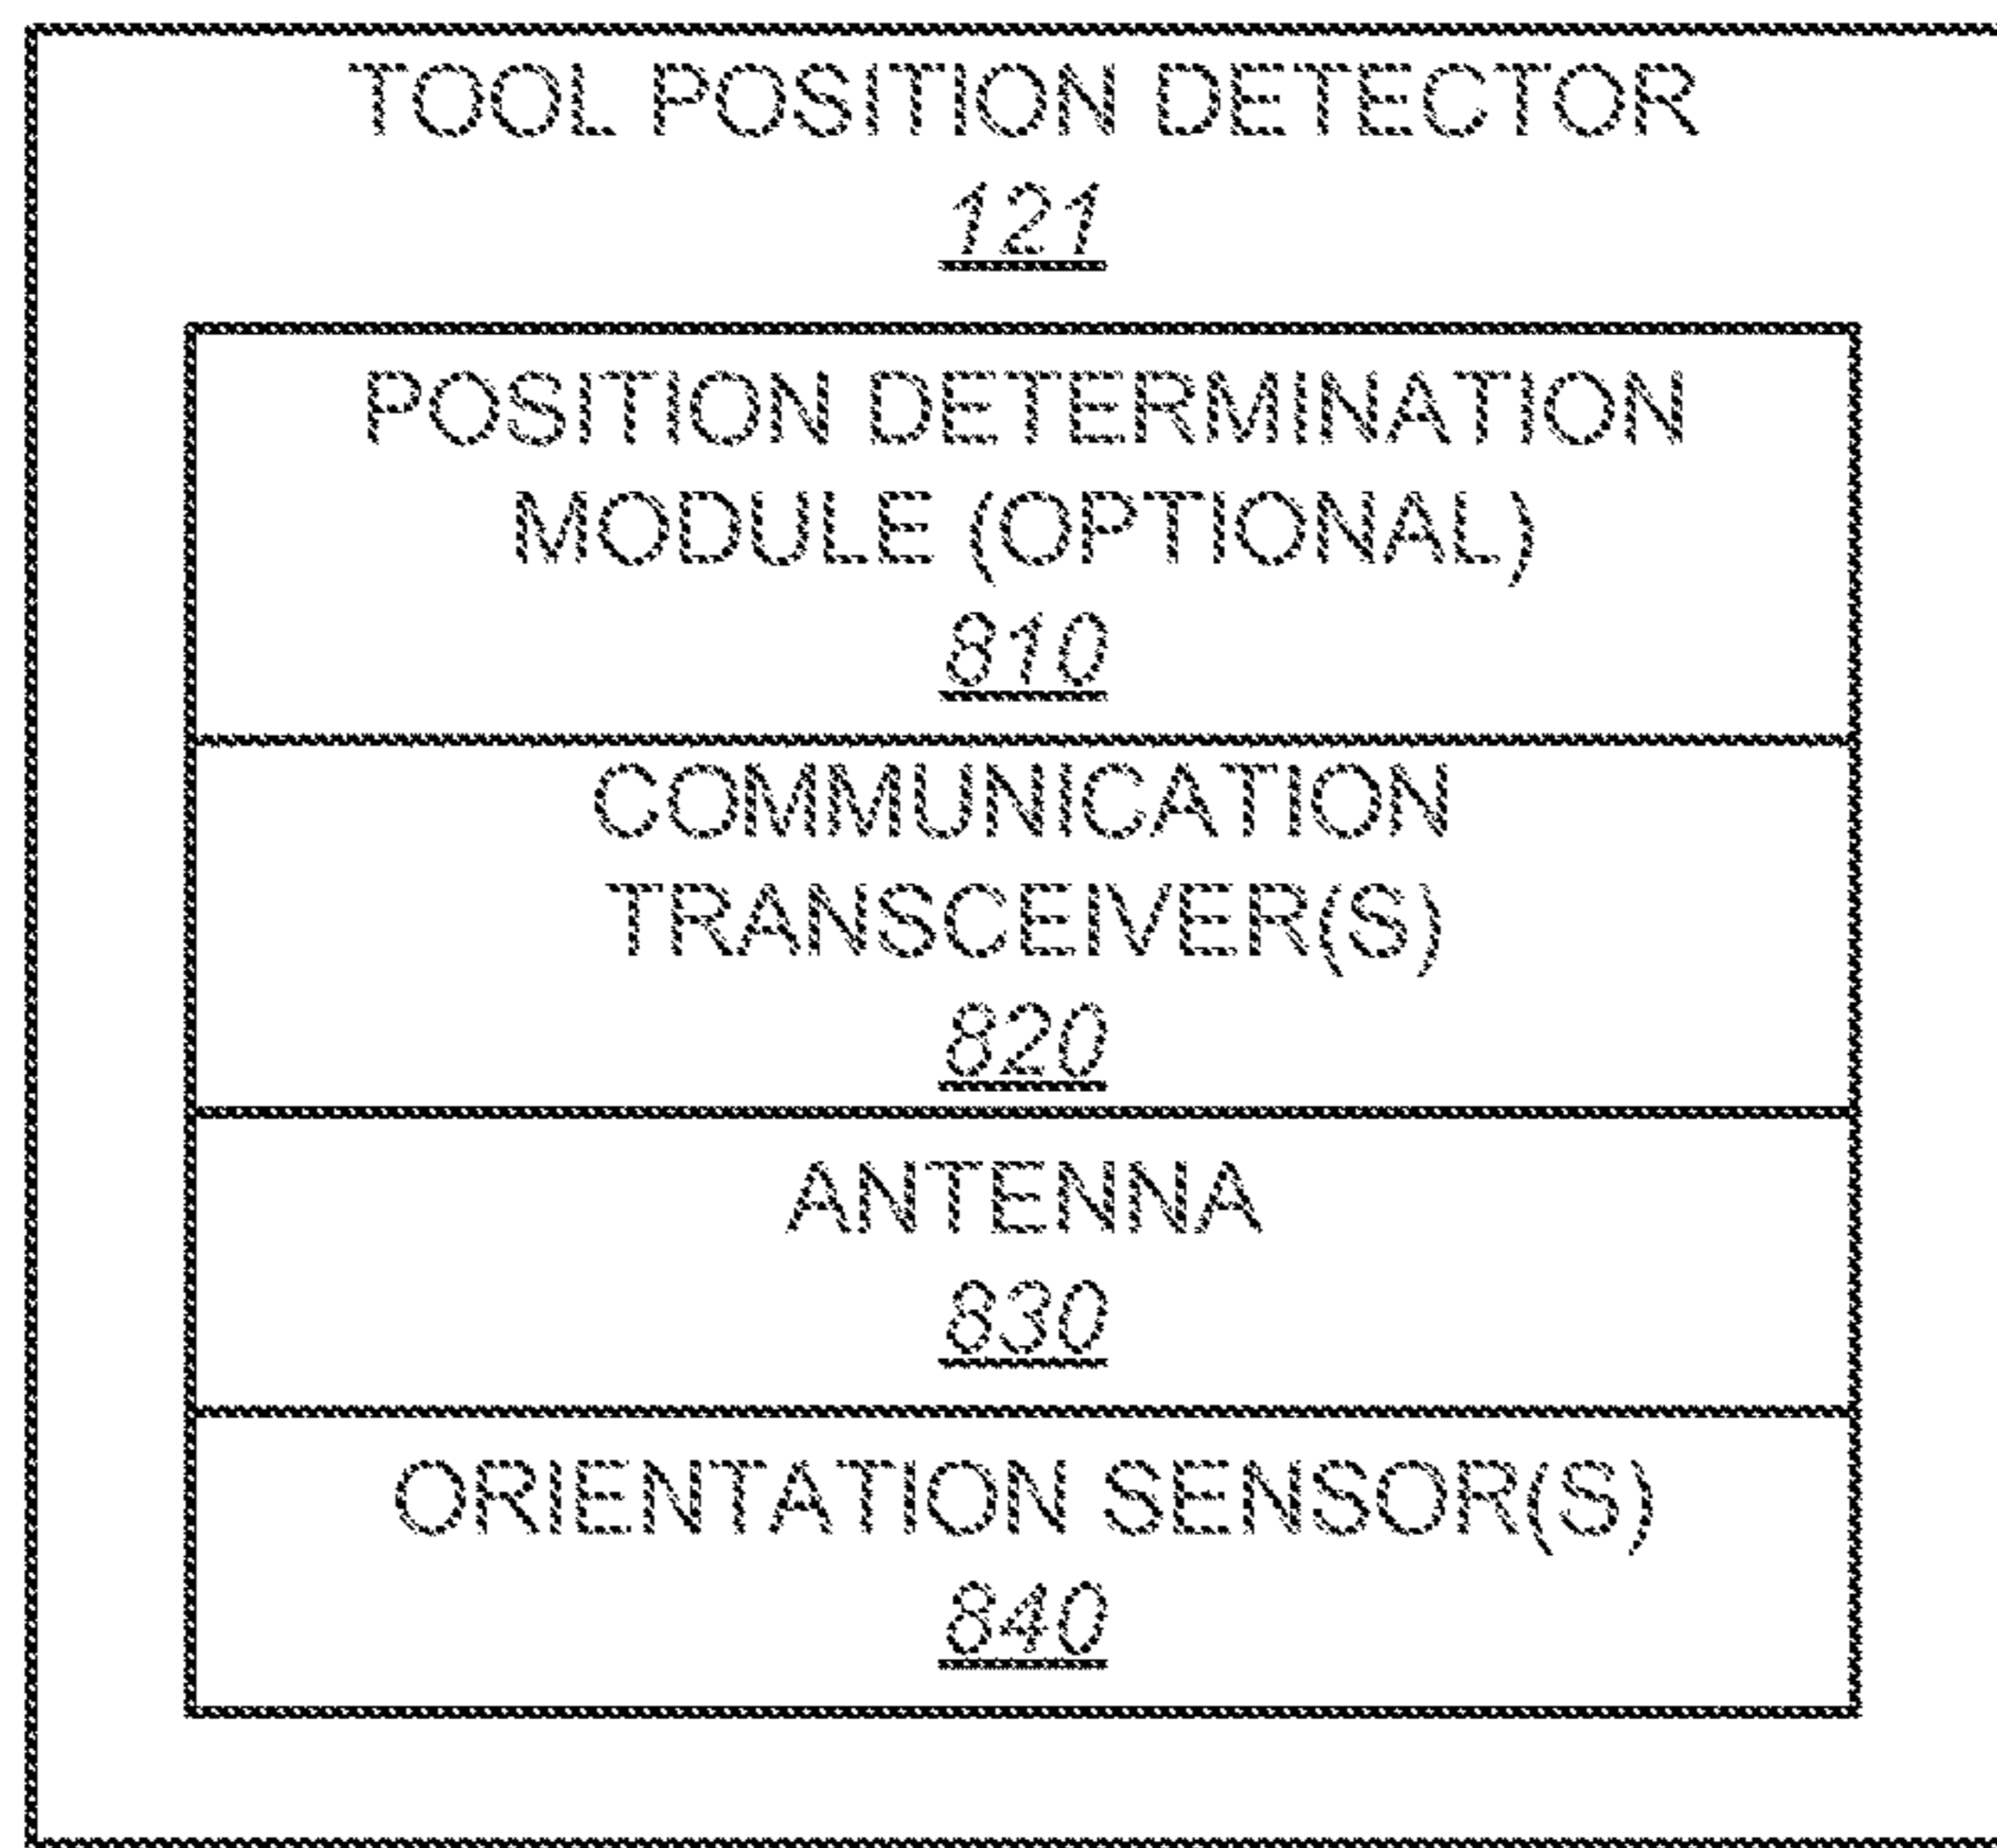 TOOL POSITION DETECTOR
121
POSITION DETERMINATION
MODULE (OPTIONAL)
810
COMMUNICATION
TRANSCEIVER(S)
820
ANTENNA
830
ORIENTATION SENSOR(S)
840